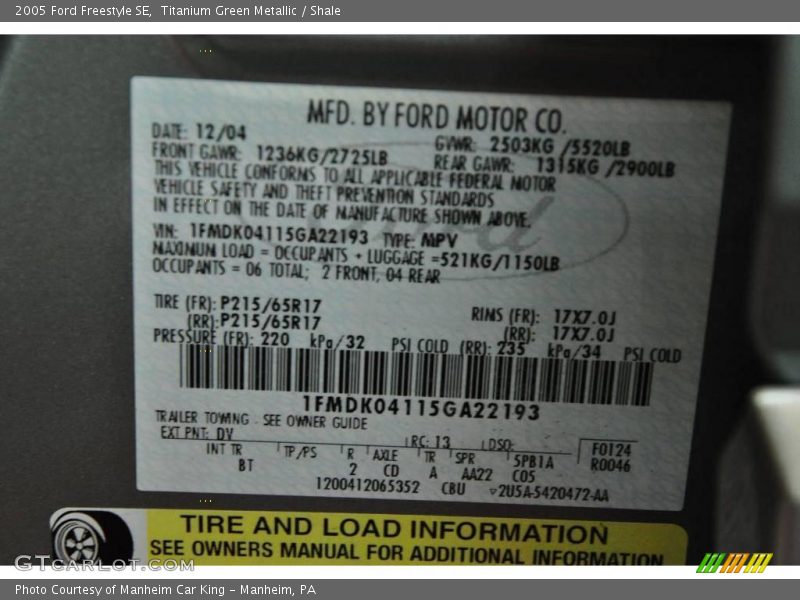 2005 Ford Freestyle SE, Titanium Green Metallic / Shale
MFD. BY FORD MOTOR CO.
DATE: 12/04 GVWR: 2503KG /5520LB
FRONT GAWR: 1236KG/2725LB REAR GAWR: 1315KG /2900LB
THIS VEHICLE CONFORMS TO ALL APPLICABLE FEDERAL MOTOR
VEHICLE SAFETY AND THEFT PREVENTION STANDARDS
IN EFFECT ON THE DATE OF MANUFACTURE SHOWN ABOVE.
VIN: 1FMDK04115GA22193 TYPE: MPV
MAXIMUM LOAD = OCCUPANTS + LUGGAGE =521KG/1150LB
OCCUPANTS = 06 TOTAL; 2 FRONT, 04 REAR
TIRE (FR): P215/65R17 RIMS (FR): 17X7.0J
(RR): P215/65R17 (RR): 17X7.0J
PRESSURE (FR): 220 kPa/32 PSI COLD (RR): 235 kPa/34 PSI COLD
1FMDK04115GA22193
TRAILER TOWING - SEE OWNER GUIDE
EXT PNT: DV RC: 13 DSO: F0124
INT TR TP/PS R AXLE TR SPR SPB1A R0046
BT 2 CD A AA22 C05
1200412065352 CBU ▽2U5A-5420472-AA
TIRE AND LOAD INFORMATION
SEE OWNERS MANUAL FOR ADDITIONAL INFORMATION
GTCARLOT.COM
Photo Courtesy of Manheim Car King - Manheim, PA